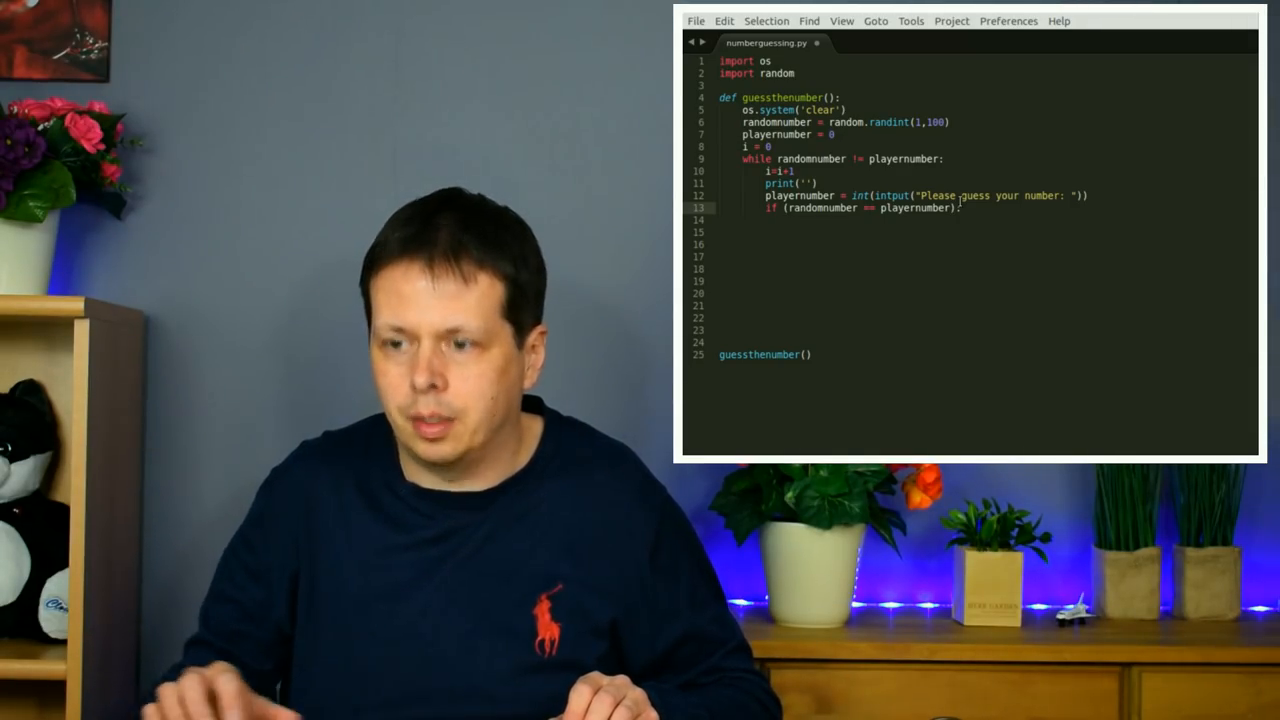 File Edit Selection Find View Goto Tools Project Preferences Help
numberguessing.py
1 import os
2 import random
3
4 def guessthenumber():
5 os.system('clear')
6 randomnumber = random.randint(1,100)
7 playernumber = 0
8 i = 0
9 while randomnumber != playernumber:
10 i=i+1
11 print('')
12 playernumber = int(intput("Please guess your number: "))
13 if (randomnumber == playernumber):
14
15
16
17
18
19
20
21
22
23
24
25 guessthenumber()
HERB GARDEN